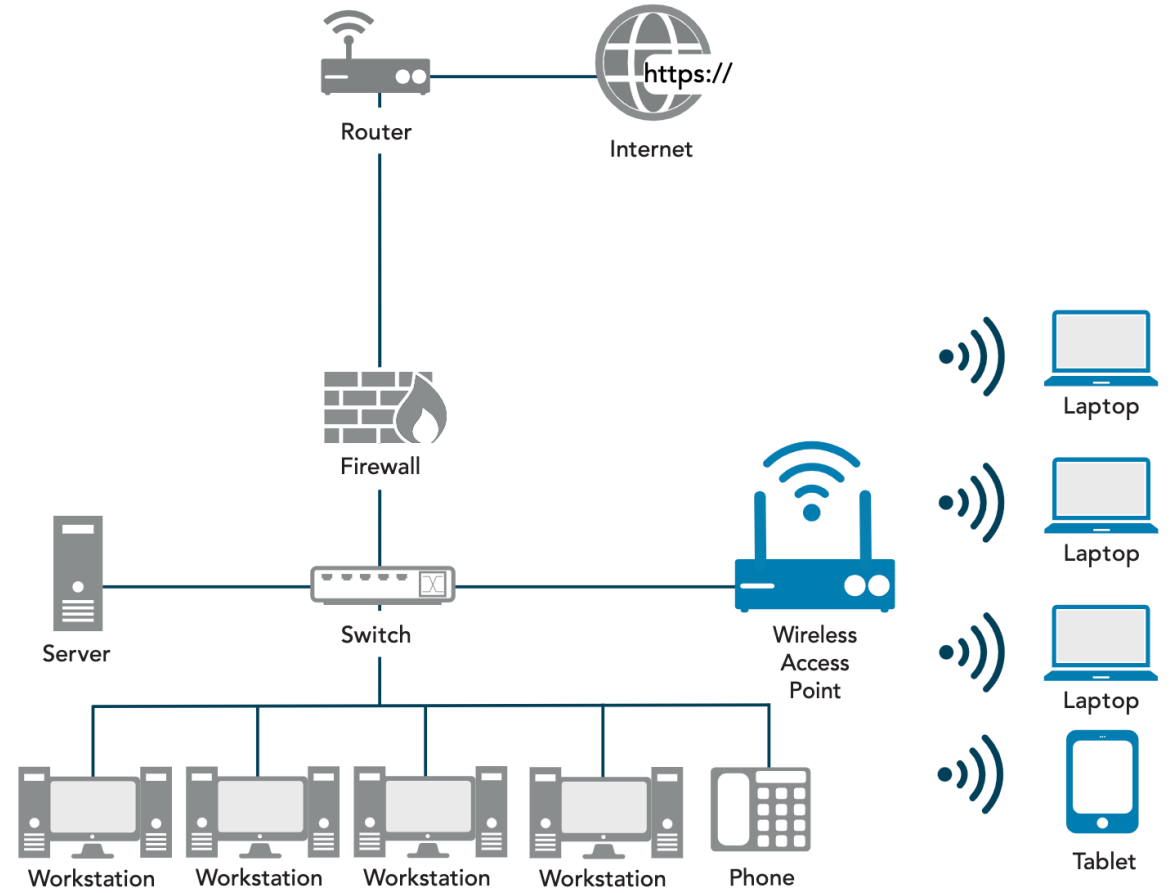 https://
Router
Internet
Laptop
Firewall
Laptop
Server
Switch
Wireless
Access
Point
Laptop
Workstation
Workstation
Workstation
Workstation
Phone
Tablet